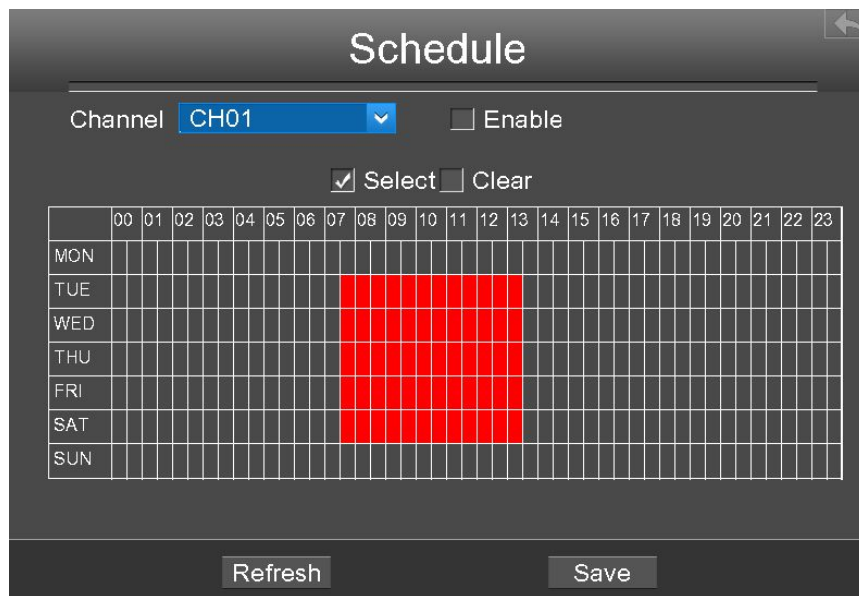 Schedule
Channel CH01 Enable
Select Clear
00 01 02 03 04 05 06 07 08 09 10 11 12 13 14 15 16 17 18 19 20 21 22 23
MON
TUE
WED
THU
FRI
SAT
SUN
Refresh Save